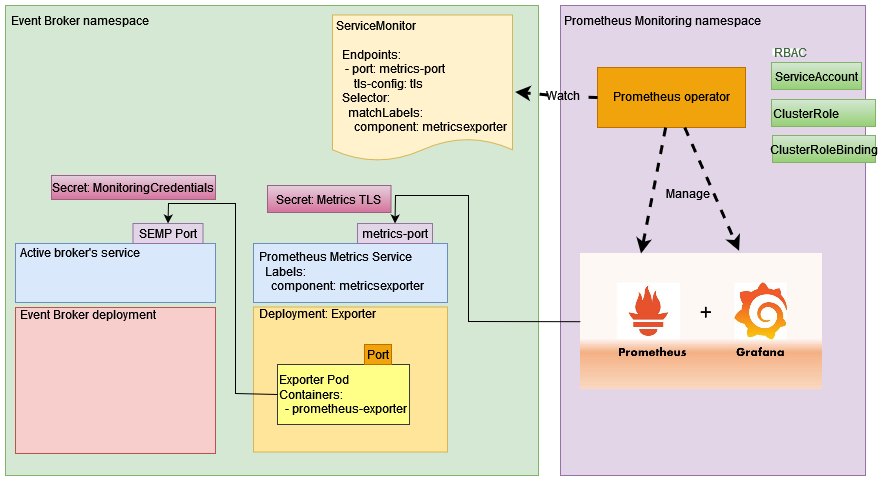 Event Broker namespace
ServiceMonitor
Endpoints:
- port: metrics-port
tls-config: tls
Selector:
matchLabels:
component: metricsexporter
Prometheus Monitoring namespace
RBAC
ServiceAccount
ClusterRole
ClusterRoleBinding
Prometheus operator
Watch
Manage
Secret: MonitoringCredentials
SEMP Port
Active broker's service
Event Broker deployment
Secret: Metrics TLS
metrics-port
Prometheus Metrics Service
Labels:
component: metricsexporter
Deployment: Exporter
Port
Exporter Pod
Containers:
- prometheus-exporter
+
Prometheus
Grafana